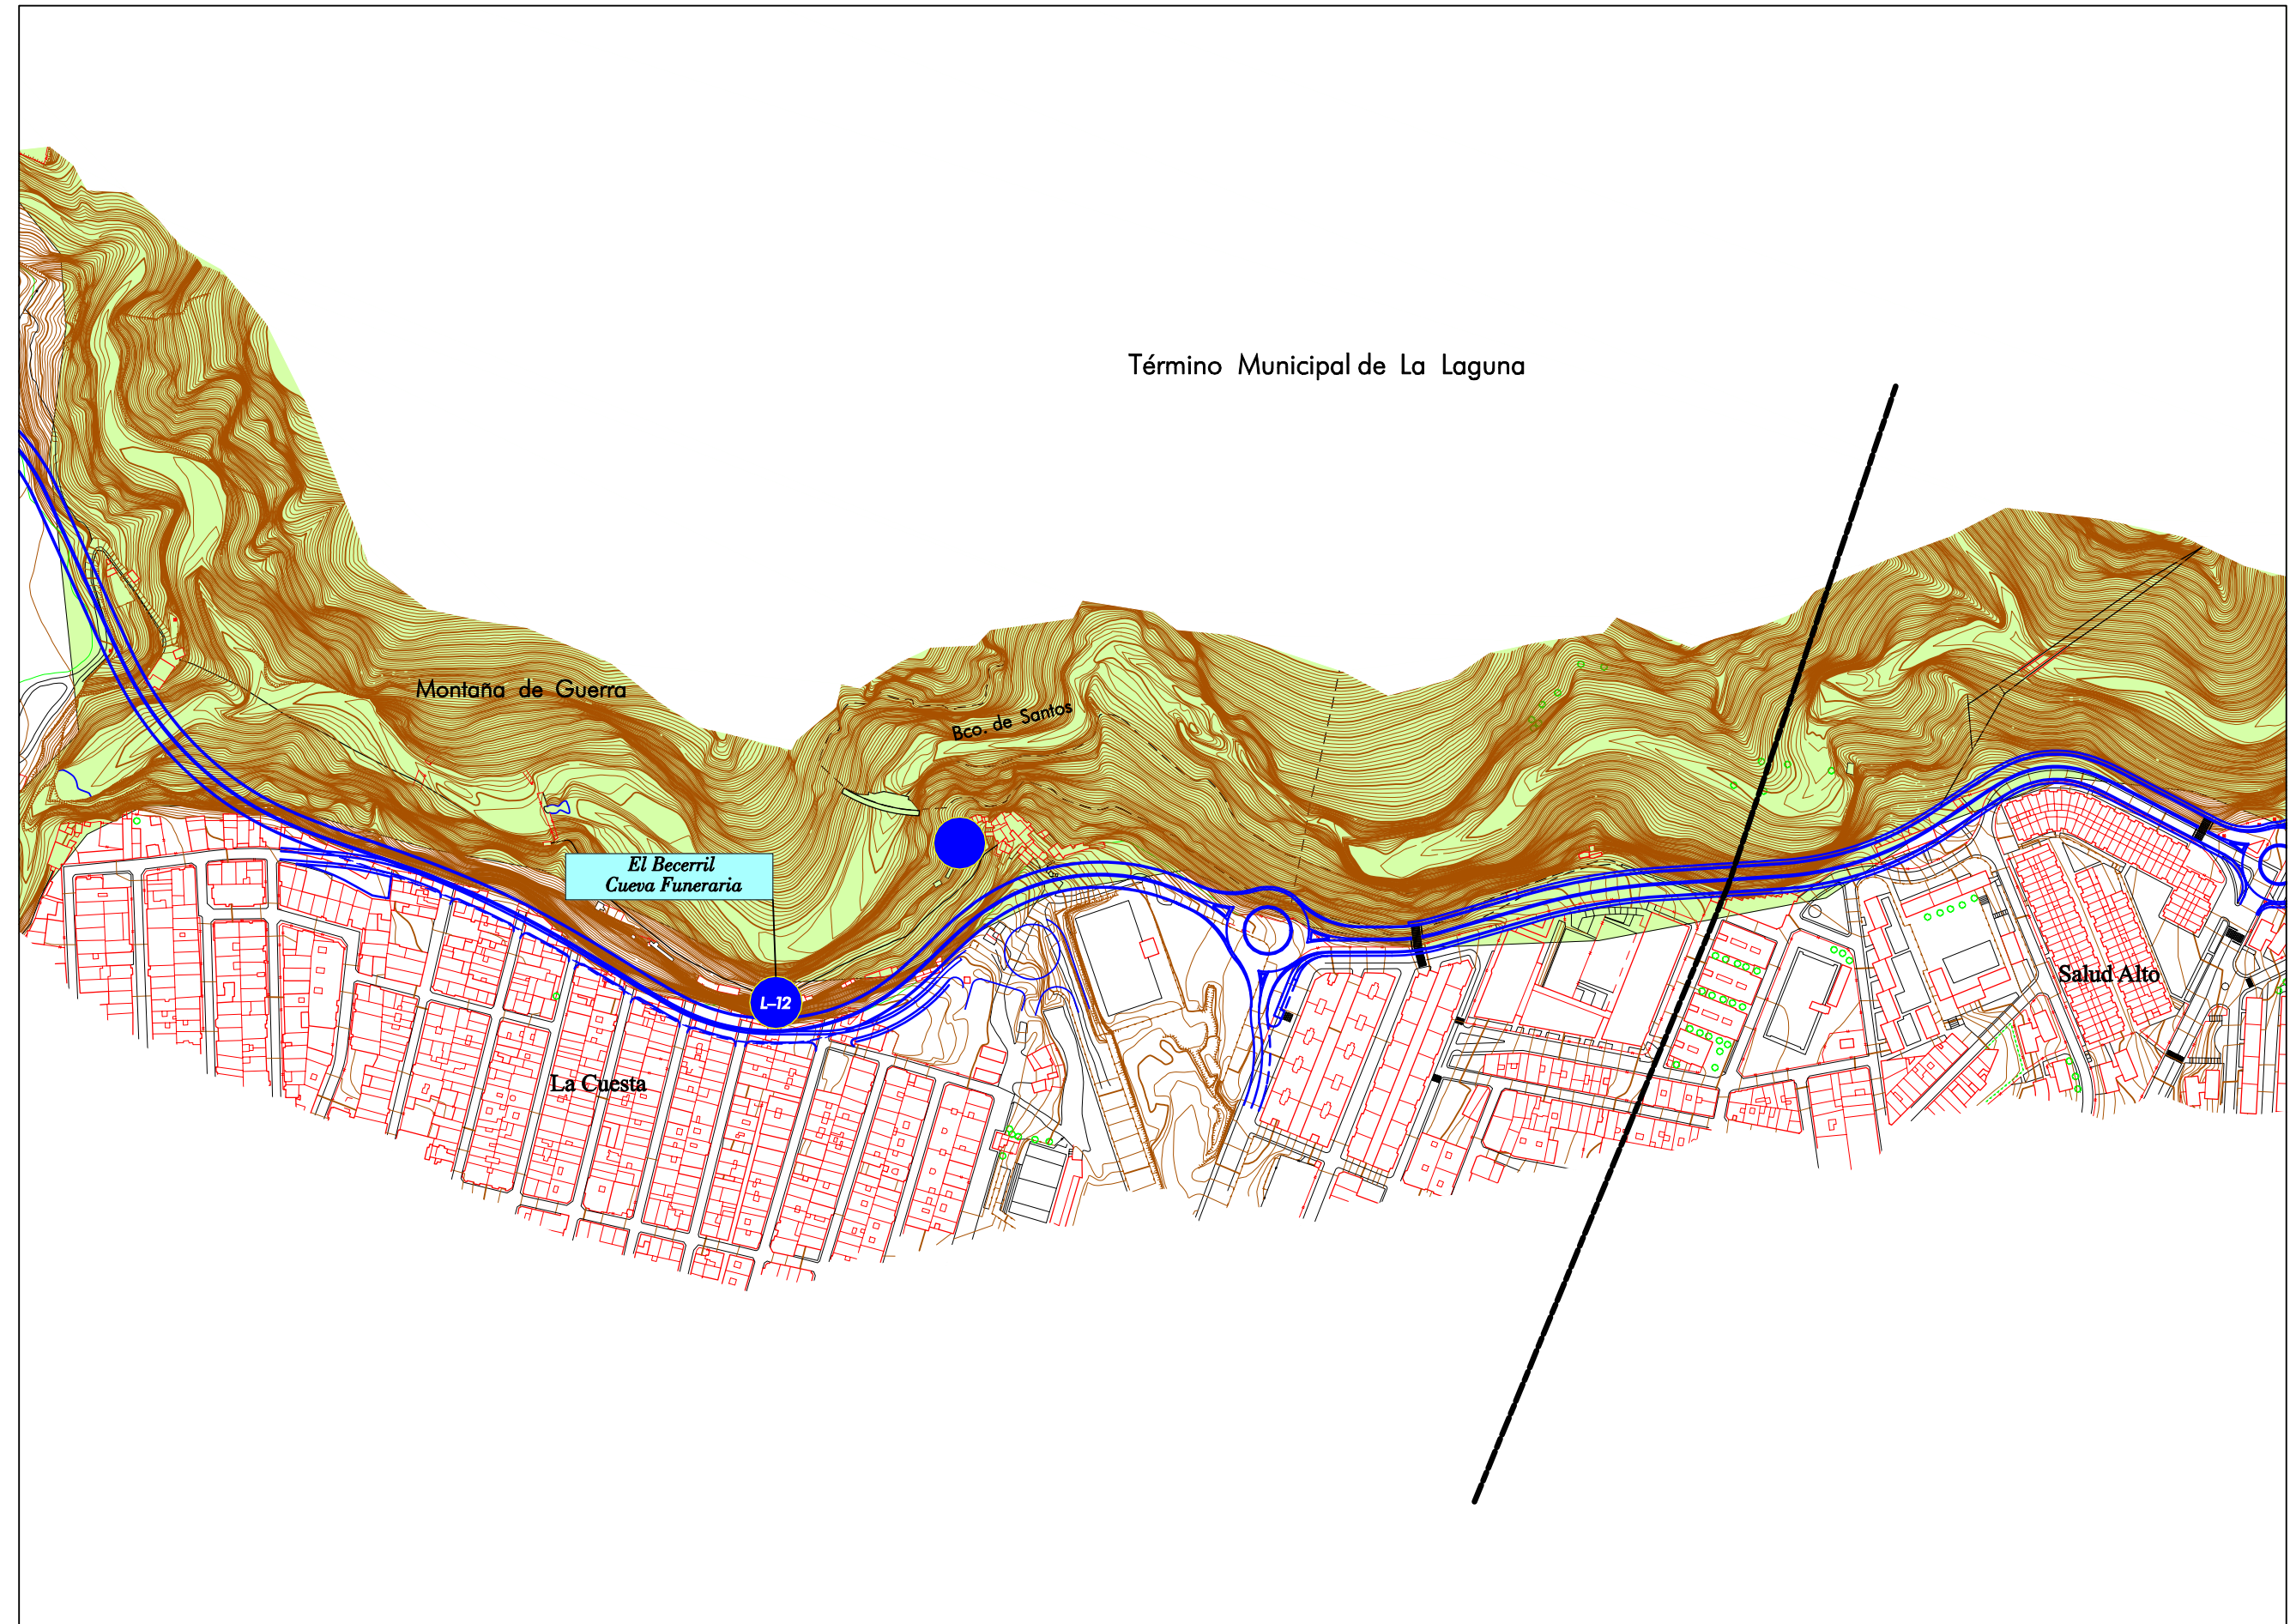 Término Municipal de La Laguna
Montaña de Guerra
Bco. de Santos
El Becerril
Cueva Funeraria
L-12
Salud Alto
La Cuesta